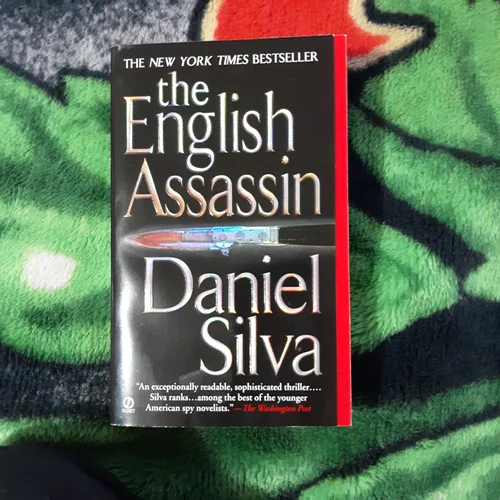 THE NEW YORK TIMES BESTSELLER
the
English
Assassin
Daniel
Silva
"An exceptionally readable, sophisticated thriller....
Silva ranks...among the best of the younger
American spy novelists."—The Washington Post
SIGNET